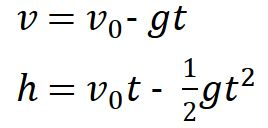 v = v₀- gt
h = v₀t - ½gt²